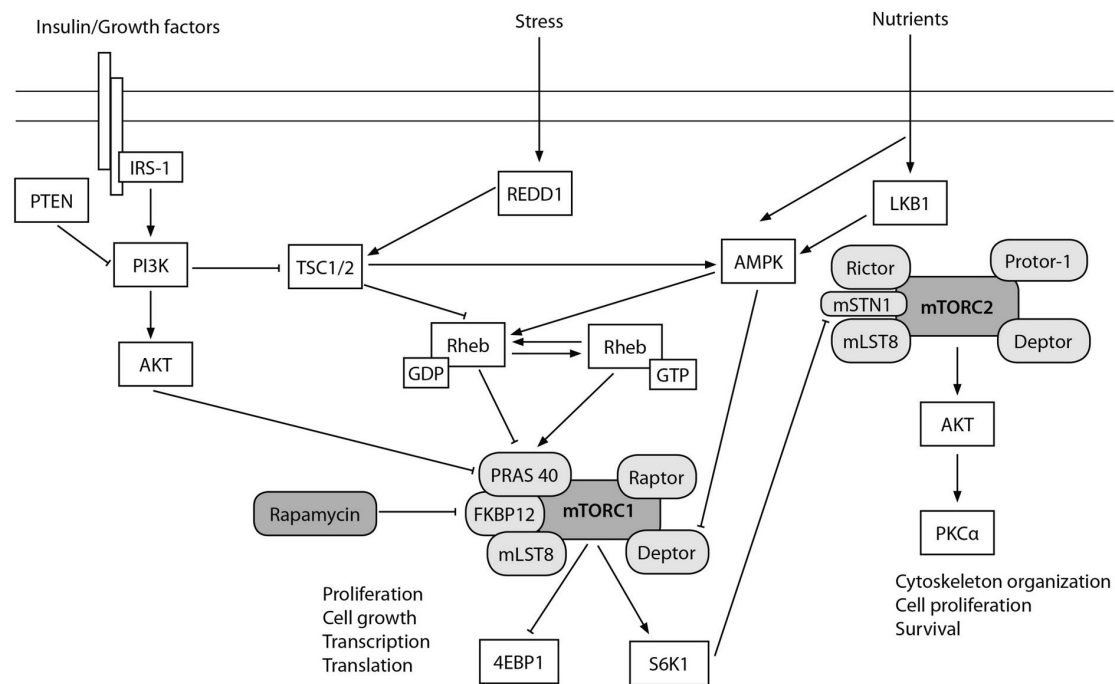 Insulin/Growth factors
Stress
Nutrients
IRS-1
PTEN
REDD1
LKB1
PI3K
TSC1/2
AMPK
Rictor
Protor-1
mSTN1
mTORC2
mLST8
Deptor
Rheb
GDP
Rheb
GTP
AKT
AKT
PRAS 40
Raptor
Rapamycin
FKBP12
mTORC1
mLST8
Deptor
PKCα
Proliferation
Cell growth
Transcription
Translation
4EBP1
S6K1
Cytoskeleton organization
Cell proliferation
Survival